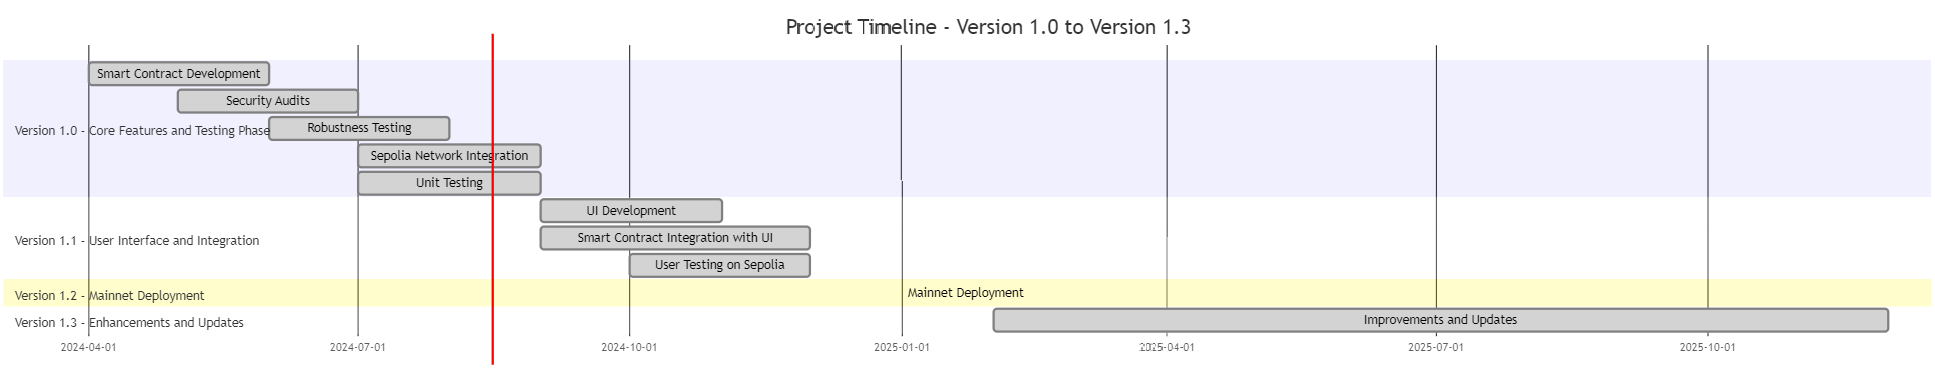 Project Timeline - Version 1.0 to Version 1.3
Smart Contract Development
Security Audits
Version 1.0 - Core Features and Testing Phase
Robustness Testing
Sepolia Network Integration
Unit Testing
UI Development
Version 1.1 - User Interface and Integration
Smart Contract Integration with UI
User Testing on Sepolia
Version 1.2 - Mainnet Deployment
Mainnet Deployment
Version 1.3 - Enhancements and Updates
Improvements and Updates
2024-04-01
2024-07-01
2024-10-01
2025-01-01
2025-04-01
2025-07-01
2025-10-01